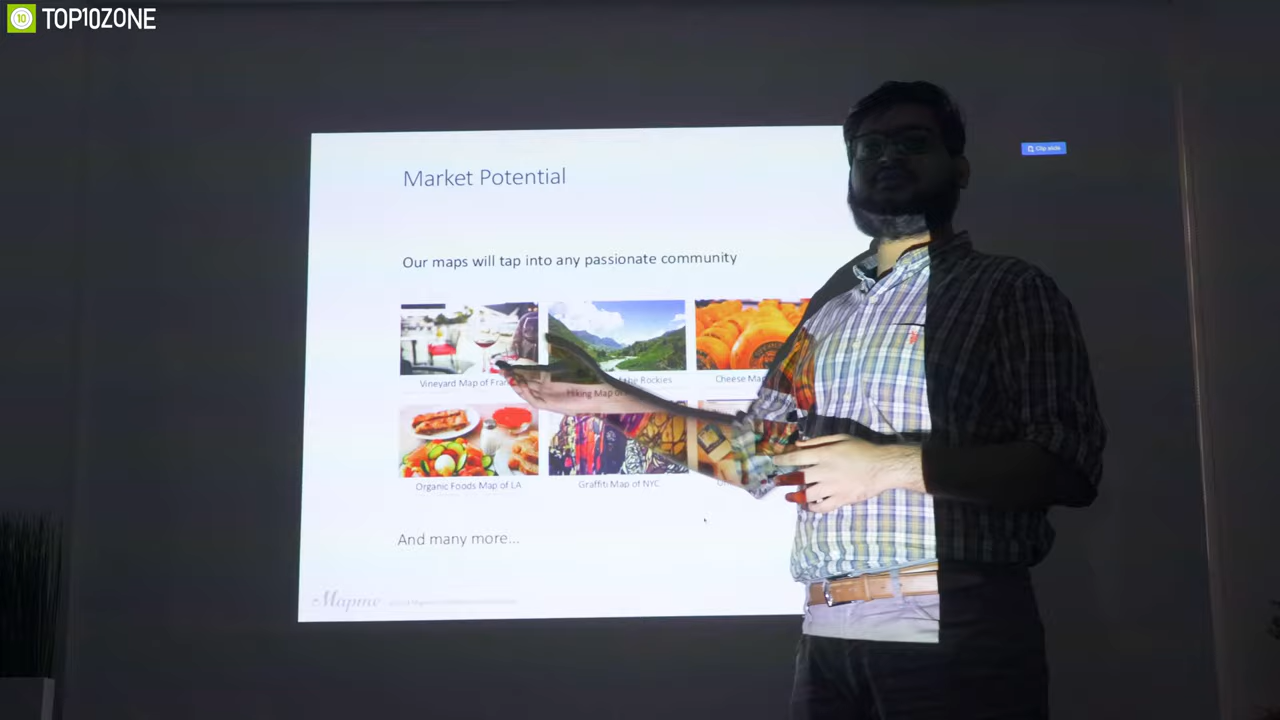 TOP10ZONE
Clip slide
Market Potential
Our maps will tap into any passionate community
Vineyard Map of Fran
Hiking Map of the Rockies
Cheese Map
Organic Foods Map of LA
Graffiti Map of NYC
And many more...
Mapme